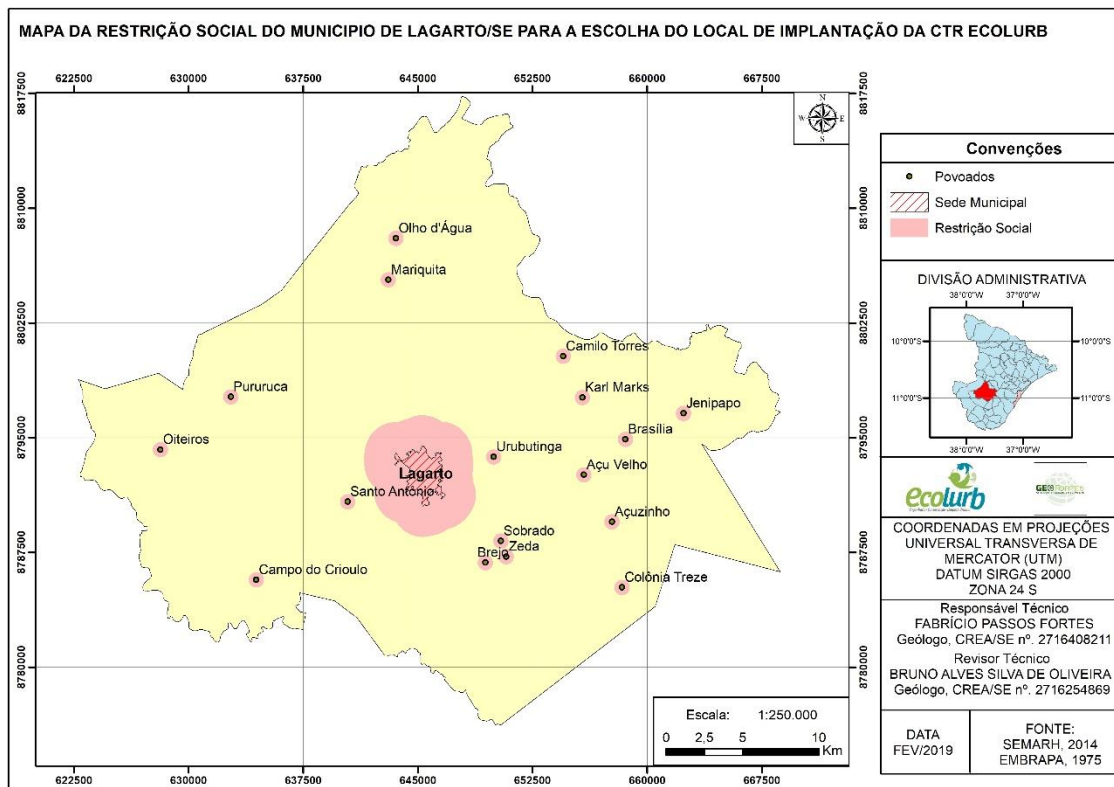 MAPA DA RESTRIÇÃO SOCIAL DO MUNICIPIO DE LAGARTO/SE PARA A ESCOLHA DO LOCAL DE IMPLANTAÇÃO DA CTR ECOLURB
622500 630000 637500 645000 652500 660000 667500
8817500 8817500
N
W E
S
8810000 8810000
Olho d'Água
Mariquita
8802500 8802500
Camilo Torres
Pururuca
Karl Marks
Jenipapo
8795000 8795000
Brasília
Oiteiros
Urubutinga
Lagarto
Açu Velho
Santo Antônio
Açuzinho
Sobrado
8787500 8787500
Brejo
Zeda
Campo do Crioulo
Colônia Treze
8780000 8780000
Escala: 1:250.000
0 2,5 5 10
Km
622500 630000 637500 645000 652500 660000 667500
Convenções
Povoados
Sede Municipal
Restrição Social
DIVISÃO ADMINISTRATIVA
38°0'0"W 37°0'0"W
10°0'0"S 10°0'0"S
11°0'0"S 11°0'0"S
38°0'0"W 37°0'0"W
ecolurb
COORDENADAS EM PROJEÇÕES
UNIVERSAL TRANSVERSA DE
MERCATOR (UTM)
DATUM SIRGAS 2000
ZONA 24 S
Responsável Técnico
FABRÍCIO PASSOS FORTES
Geólogo, CREA/SE nº. 2716408211
Revisor Técnico
BRUNO ALVES SILVA DE OLIVEIRA
Geólogo, CREA/SE nº. 2716254869
DATA
FEV/2019
FONTE:
SEMARH, 2014
EMBRAPA, 1975